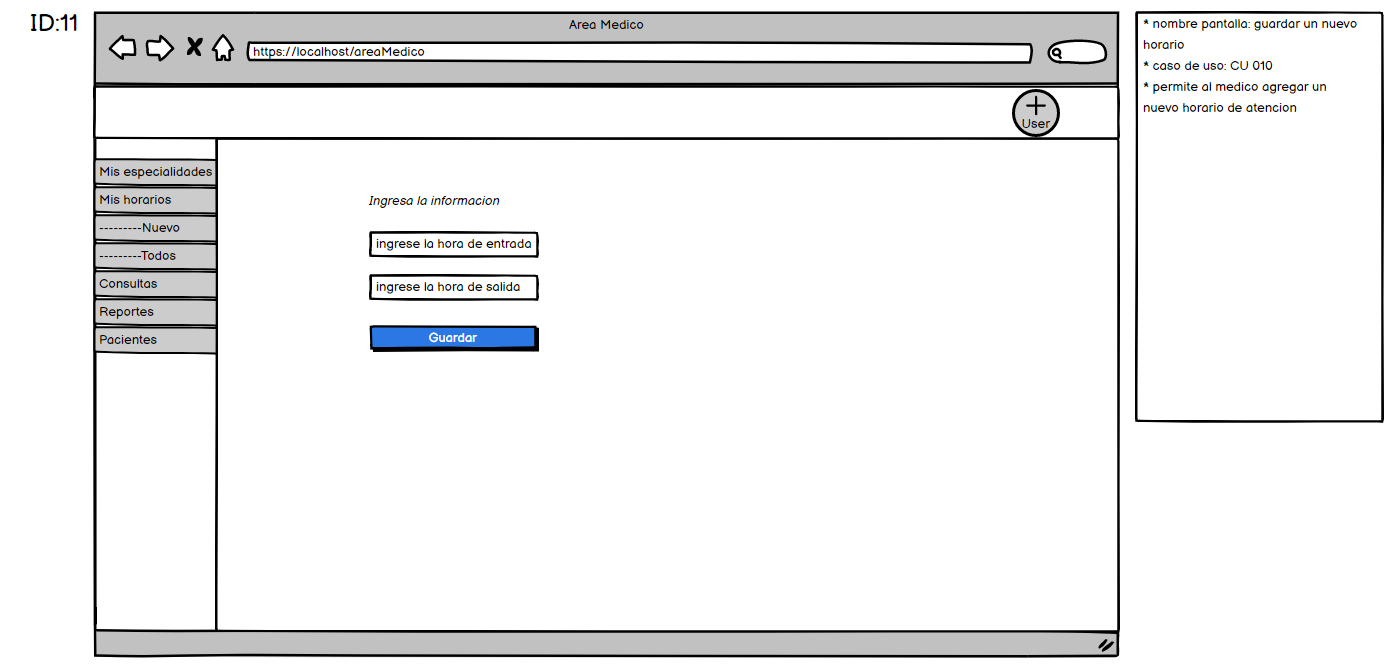 ID:11
Area Medico
https://localhost/areaMedico
User
Mis especialidades
Mis horarios
---------Nuevo
---------Todos
Consultas
Reportes
Pacientes
Ingresa la informacion
ingrese la hora de entrada
ingrese la hora de salida
Guardar
* nombre pantalla: guardar un nuevo
horario
* caso de uso: CU 010
* permite al medico agregar un
nuevo horario de atencion